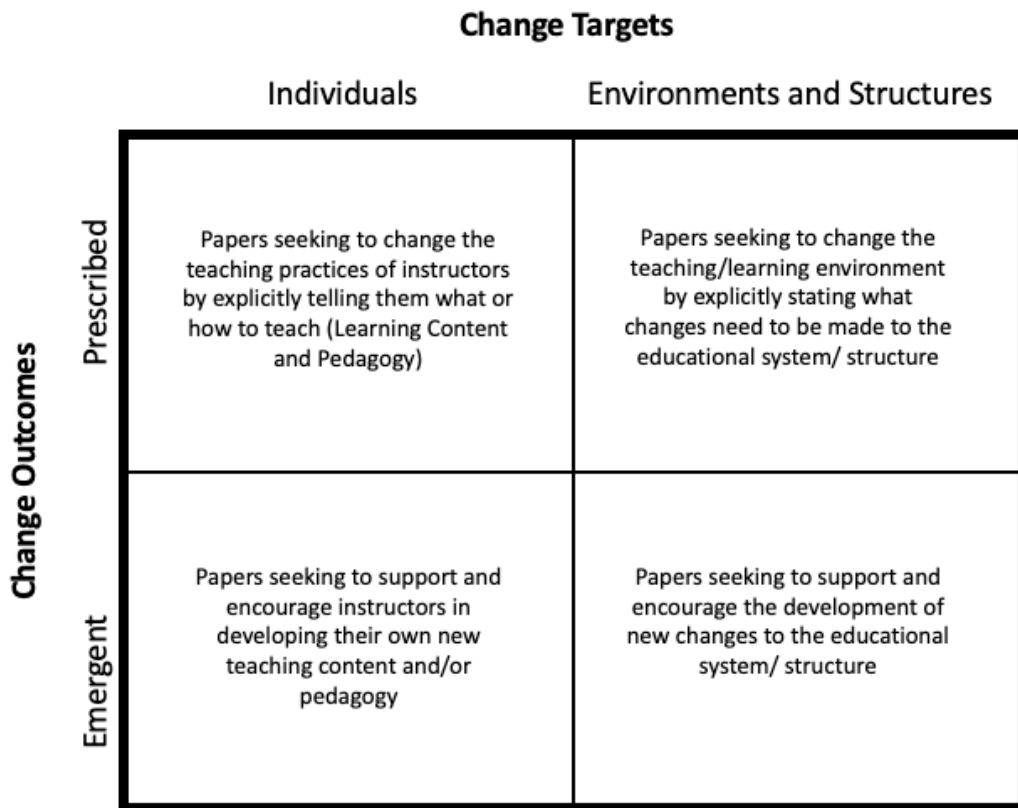 Change Targets
Individuals
Environments and Structures
Change Outcomes
Prescribed
Papers seeking to change the
teaching practices of instructors
by explicitly telling them what or
how to teach (Learning Content
and Pedagogy)
Papers seeking to change the
teaching/learning environment
by explicitly stating what
changes need to be made to the
educational system/ structure
Emergent
Papers seeking to support and
encourage instructors in
developing their own new
teaching content and/or
pedagogy
Papers seeking to support and
encourage the development of
new changes to the educational
system/ structure